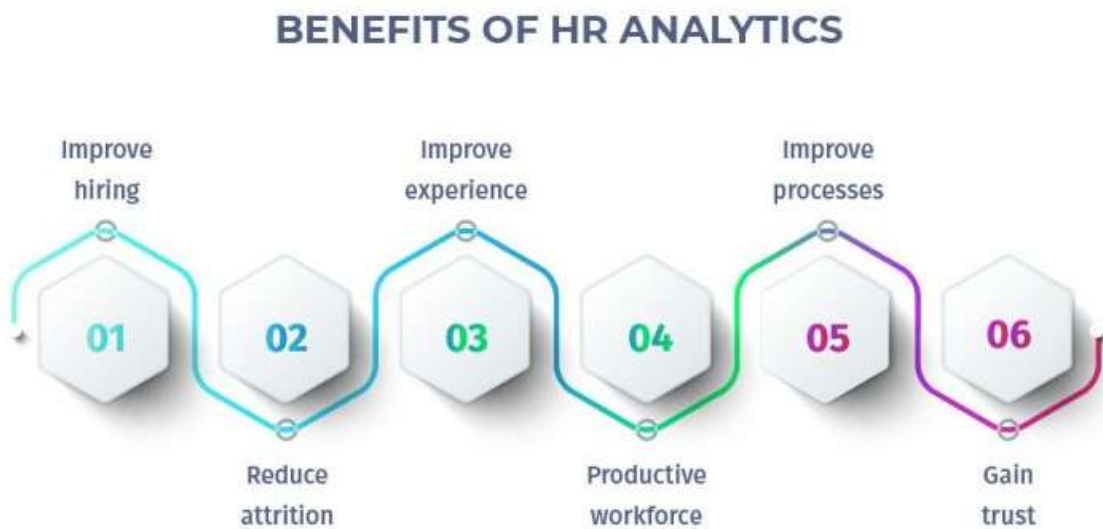 BENEFITS OF HR ANALYTICS
Improve
hiring
01
Reduce
attrition
02
Improve
experience
03
Productive
workforce
04
Improve
processes
05
Gain
trust
06